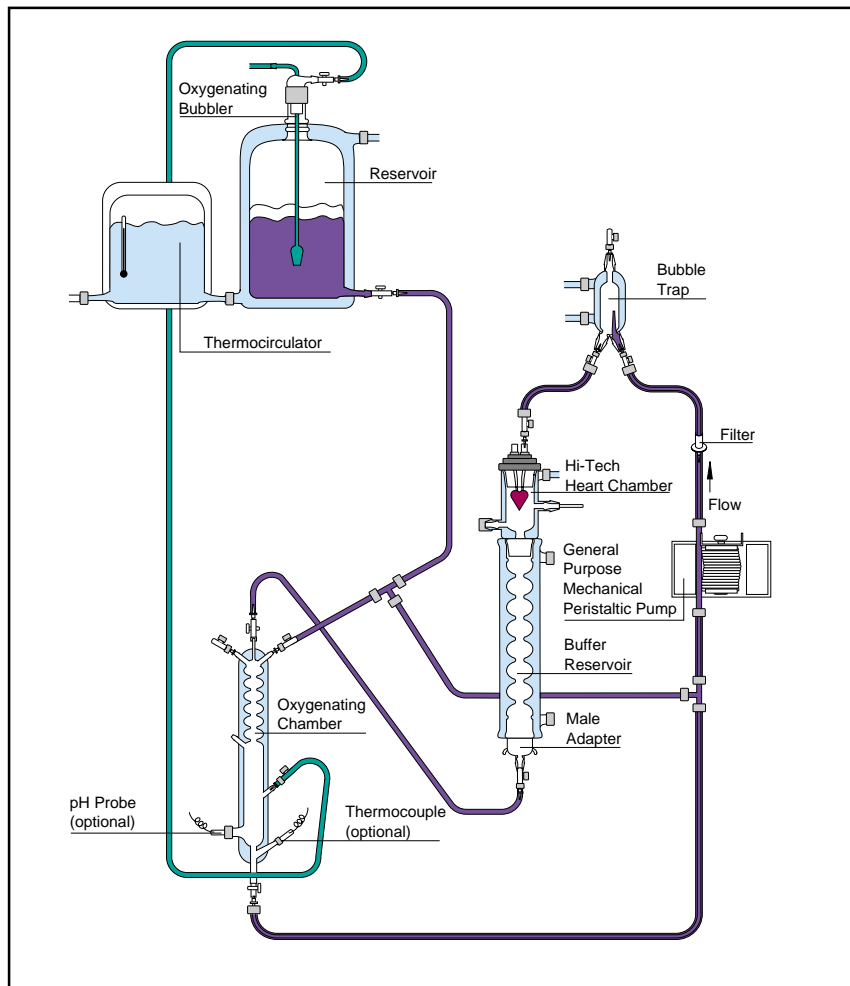 Oxygenating
Bubbler
Reservoir
Bubble
Trap
Thermocirculator
Filter
Hi-Tech
Heart Chamber
Flow
General
Purpose
Mechanical
Peristaltic Pump
Buffer
Reservoir
Oxygenating
Chamber
Male
Adapter
pH Probe
(optional)
Thermocouple
(optional)